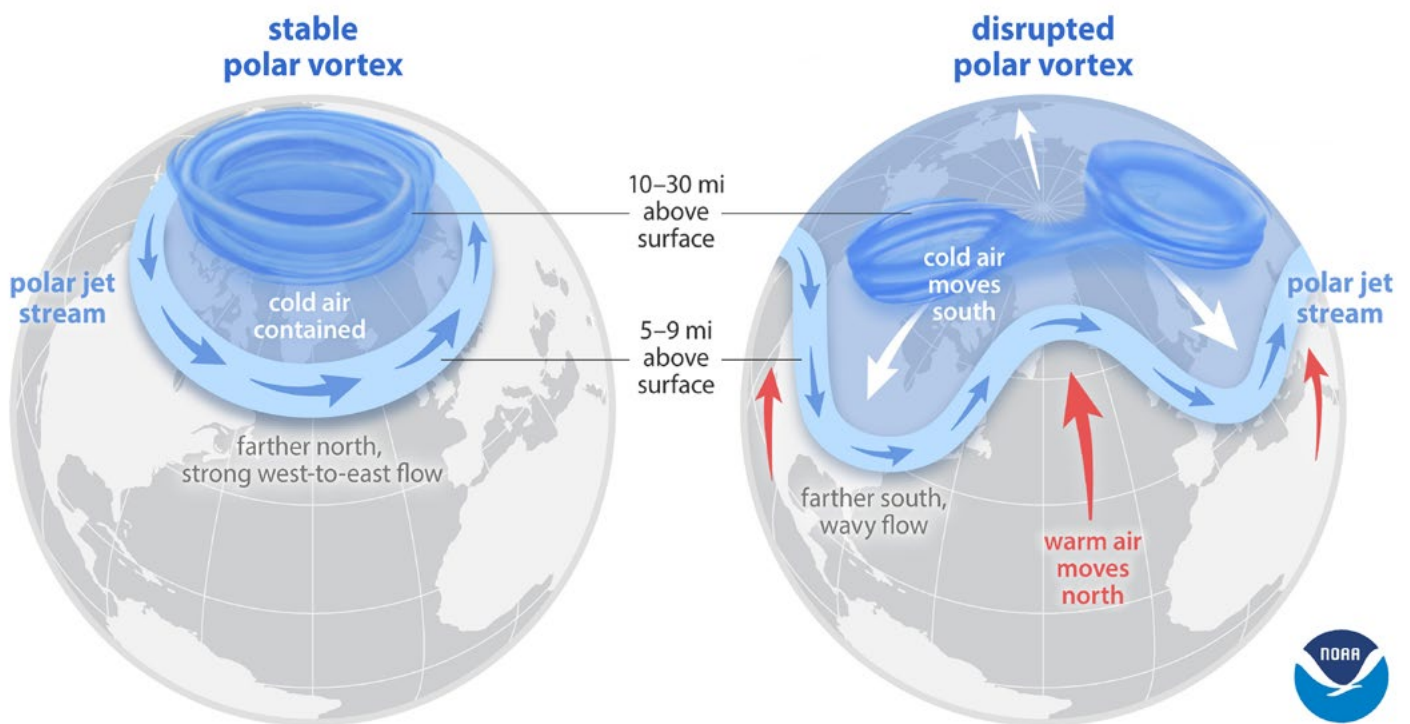 stable
polar vortex
disrupted
polar vortex
10–30 mi
above
surface
polar jet
stream
cold air
contained
5–9 mi
above
surface
farther north,
strong west-to-east flow
cold air
moves
south
polar jet
stream
farther south,
wavy flow
warm air
moves
north
NOAA